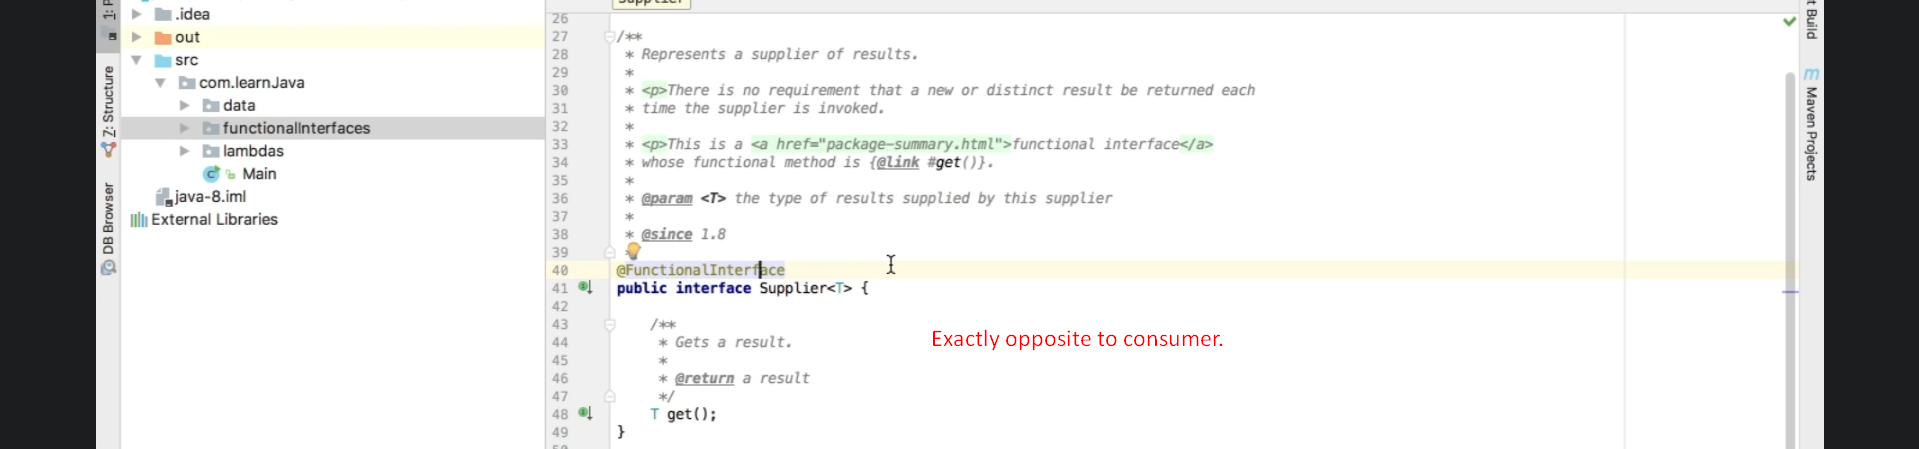 Supplier
.idea
out
src
com.learnJava
data
functionalInterfaces
lambdas
Main
java-8.iml
External Libraries
1: P
Z: Structure
DB Browser
26
27 /**
28 * Represents a supplier of results.
29 *
30 * <p>There is no requirement that a new or distinct result be returned each
31 * time the supplier is invoked.
32 *
33 * <p>This is a <a href="package-summary.html">functional interface</a>
34 * whose functional method is {@link #get()}.
35 *
36 * @param <T> the type of results supplied by this supplier
37 *
38 * @since 1.8
39
40 @FunctionalInterface
41 public interface Supplier<T> {
42
43 /**
44 * Gets a result.
45 *
46 * @return a result
47 */
48 T get();
49 }
Exactly opposite to consumer.
t Build
m Maven Projects